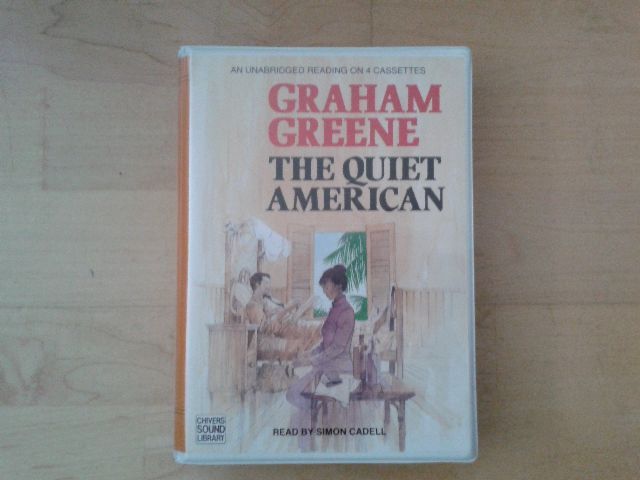 AN UNABRIDGED READING ON 4 CASSETTES
GRAHAM
GREENE
THE QUIET
AMERICAN
CHIVERS
SOUND
LIBRARY
READ BY SIMON CADELL